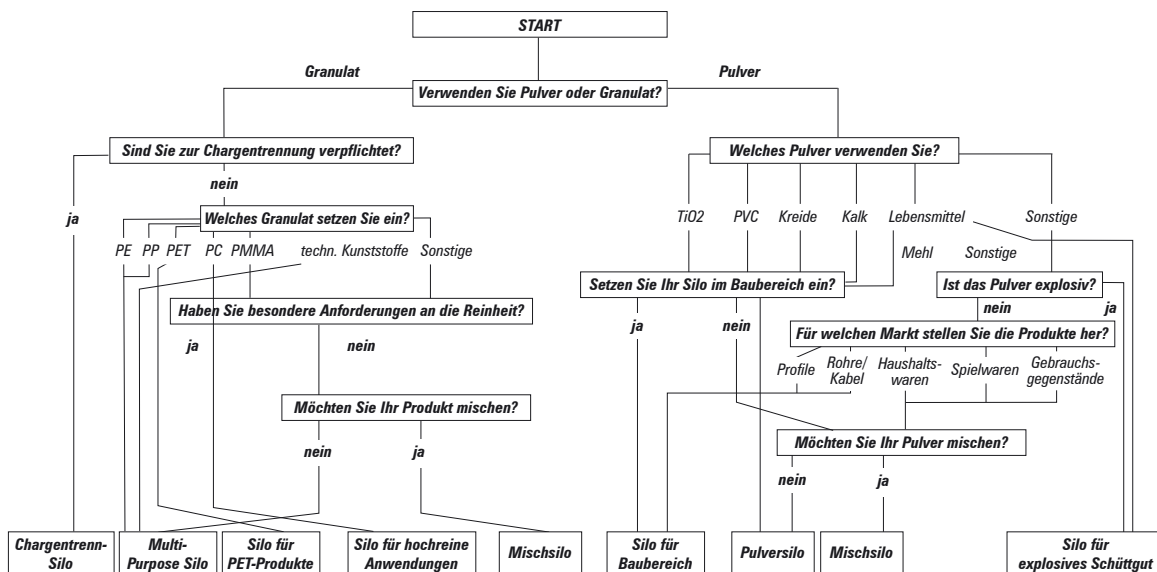 START
Granulat
Pulver
Verwenden Sie Pulver oder Granulat?
Sind Sie zur Chargentrennung verpflichtet?
Welches Pulver verwenden Sie?
nein
ja
Welches Granulat setzen Sie ein?
TiO2
PVC
Kreide
Kalk
Lebensmittel
Sonstige
PE
PP
PET
PC
PMMA
techn. Kunststoffe
Sonstige
Mehl
Sonstige
Setzen Sie Ihr Silo im Baubereich ein?
Ist das Pulver explosiv?
Haben Sie besondere Anforderungen an die Reinheit?
nein
ja
ja
nein
Für welchen Markt stellen Sie die Produkte her?
ja
nein
Profile
Rohre/
Kabel
Haushalts-
waren
Spielwaren
Gebrauchs-
gegenstände
Möchten Sie Ihr Produkt mischen?
Möchten Sie Ihr Pulver mischen?
nein
ja
nein
ja
Chargentrenn-
Silo
Multi-
Purpose Silo
Silo für
PET-Produkte
Silo für hochreine
Anwendungen
Mischsilo
Silo für
Baubereich
Pulversilo
Mischsilo
Silo für
explosives Schüttgut